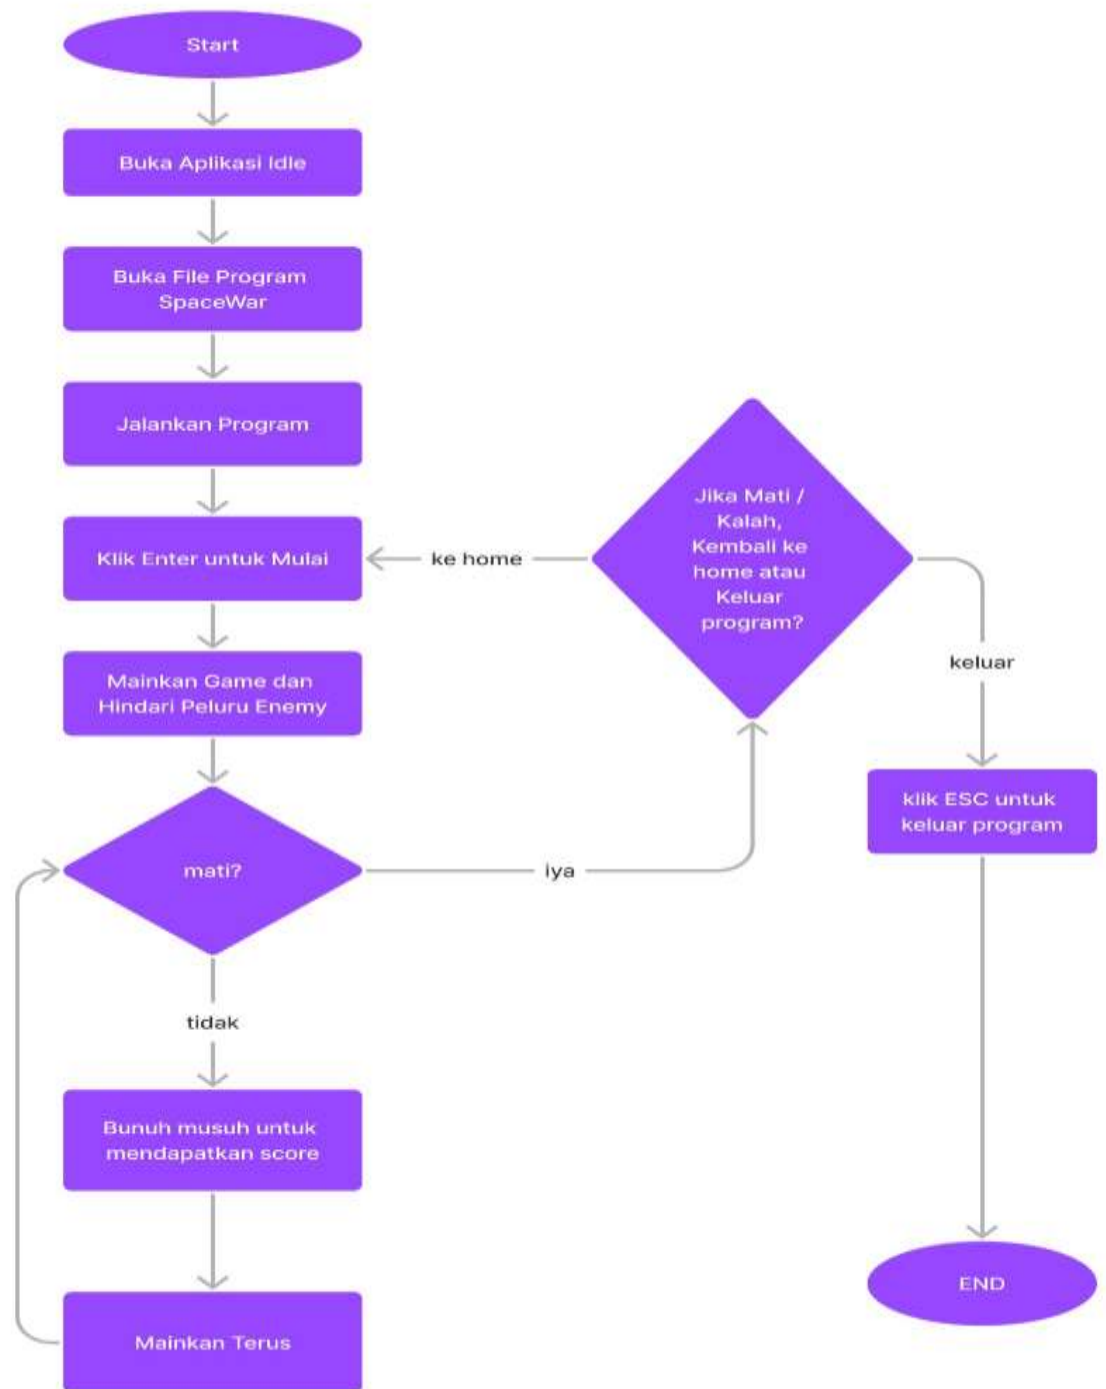 Start
Buka Aplikasi Idle
Buka File Program
SpaceWar
Jalankan Program
Klik Enter untuk Mulai
ke home
Jika Mati /
Kalah,
Kembali ke
home atau
Keluar
program?
keluar
Mainkan Game dan
Hindari Peluru Enemy
klik ESC untuk
keluar program
mati?
iya
tidak
Bunuh musuh untuk
mendapatkan score
END
Mainkan Terus